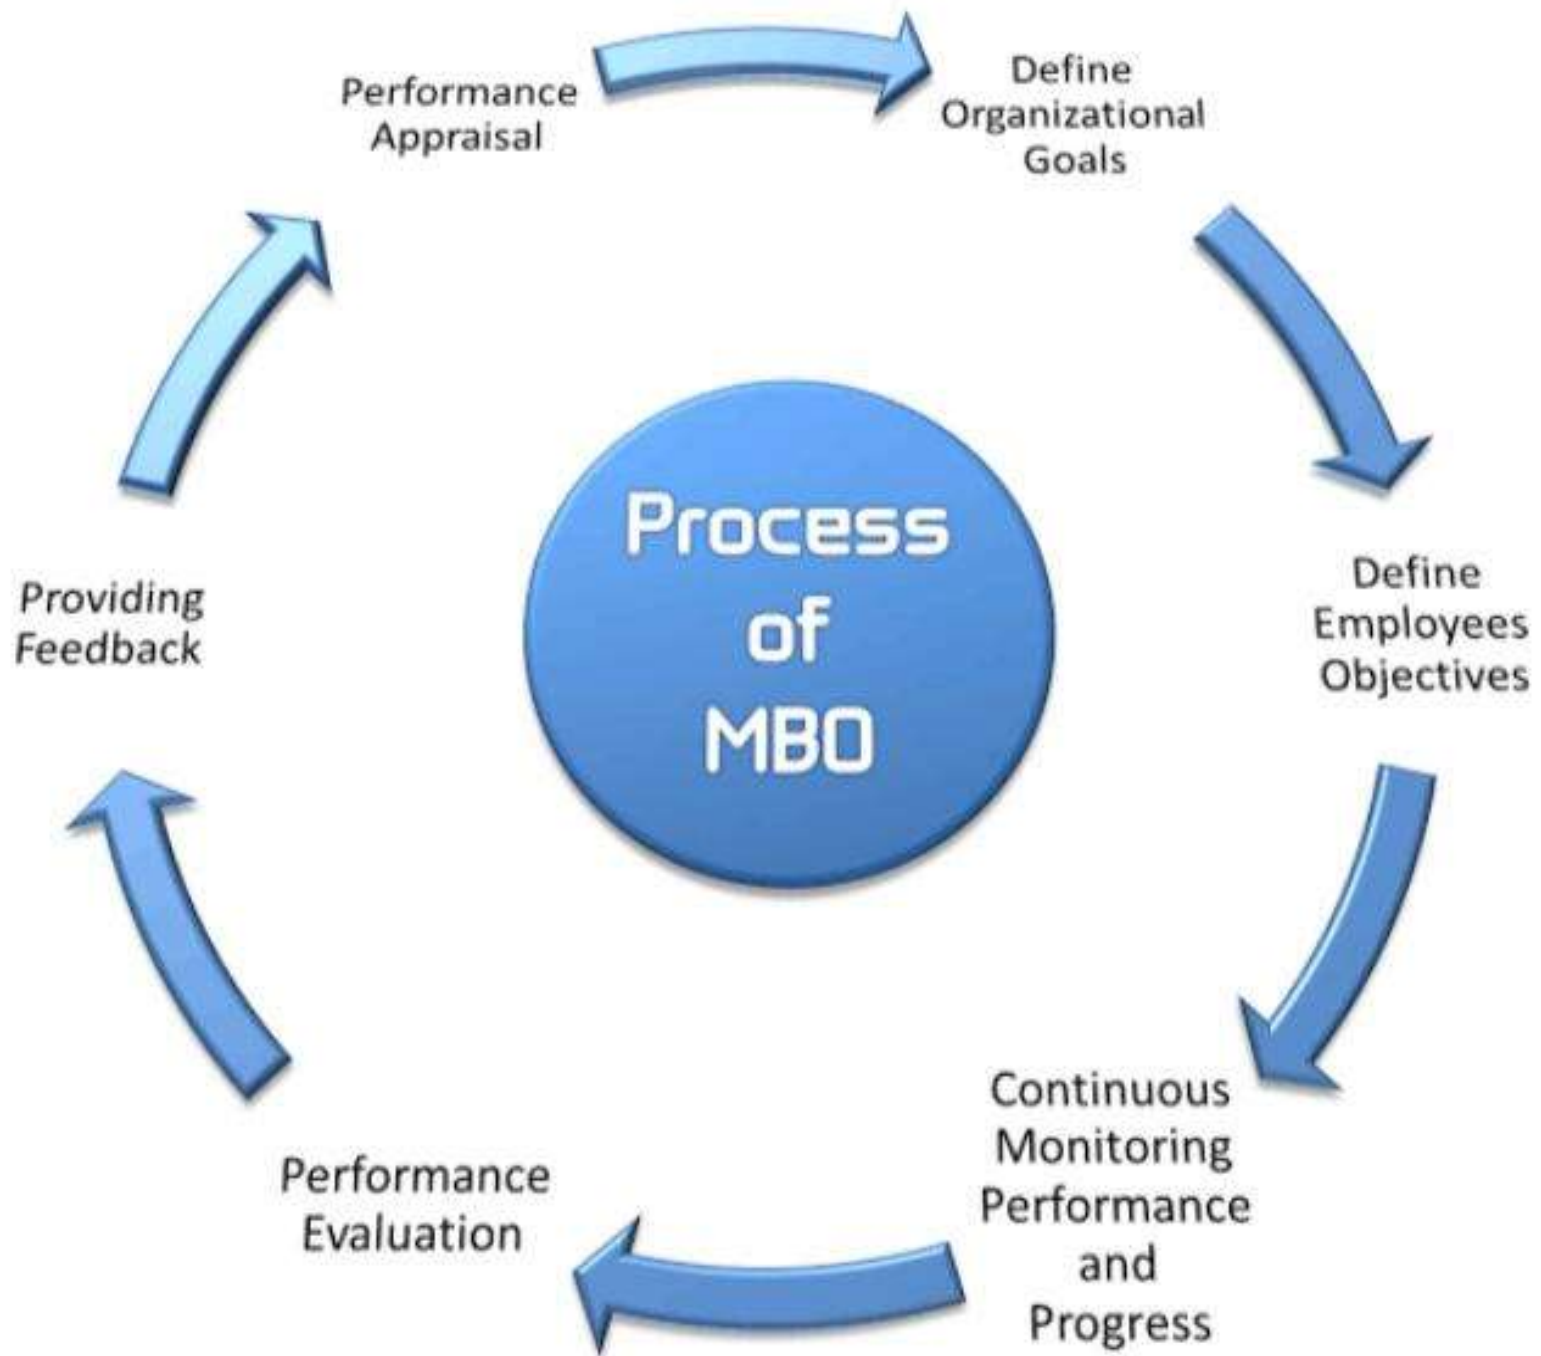 Process
of
MBO
Define
Organizational
Goals
Define
Employees
Objectives
Continuous
Monitoring
Performance
and
Progress
Performance
Evaluation
Providing
Feedback
Performance
Appraisal